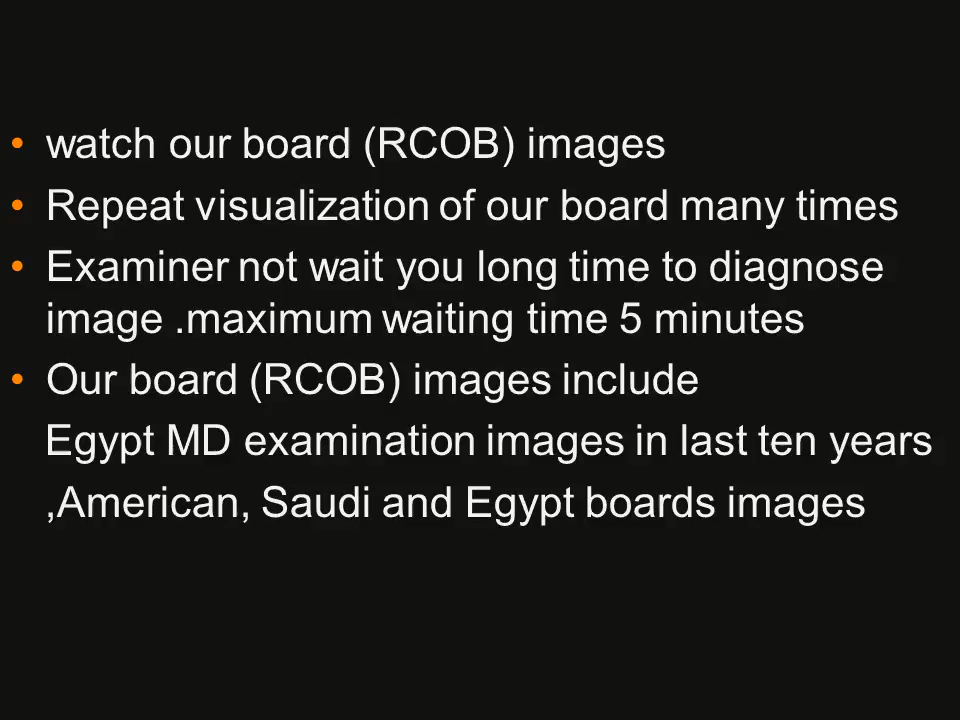 • watch our board (RCOB) images
• Repeat visualization of our board many times
• Examiner not wait you long time to diagnose
image .maximum waiting time 5 minutes
• Our board (RCOB) images include
Egypt MD examination images in last ten years
,American, Saudi and Egypt boards images